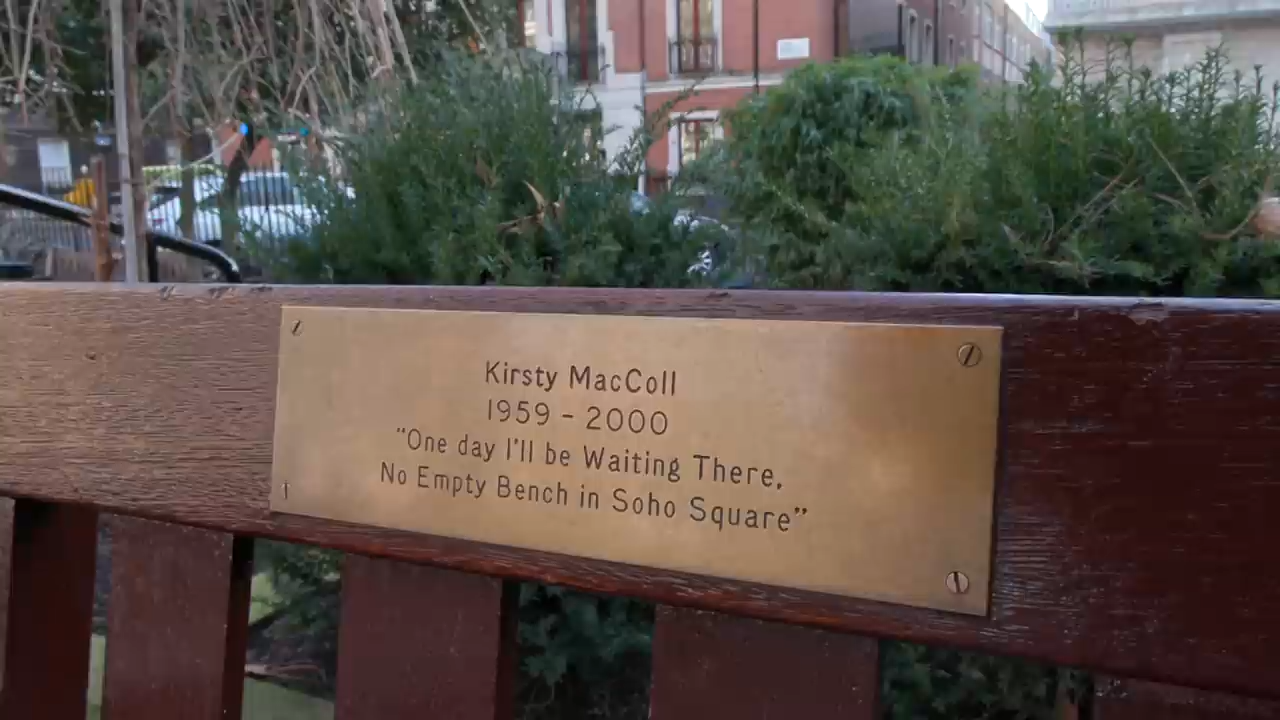 Kirsty MacColl
1959 - 2000
“One day I'll be Waiting There,
No Empty Bench in Soho Square”